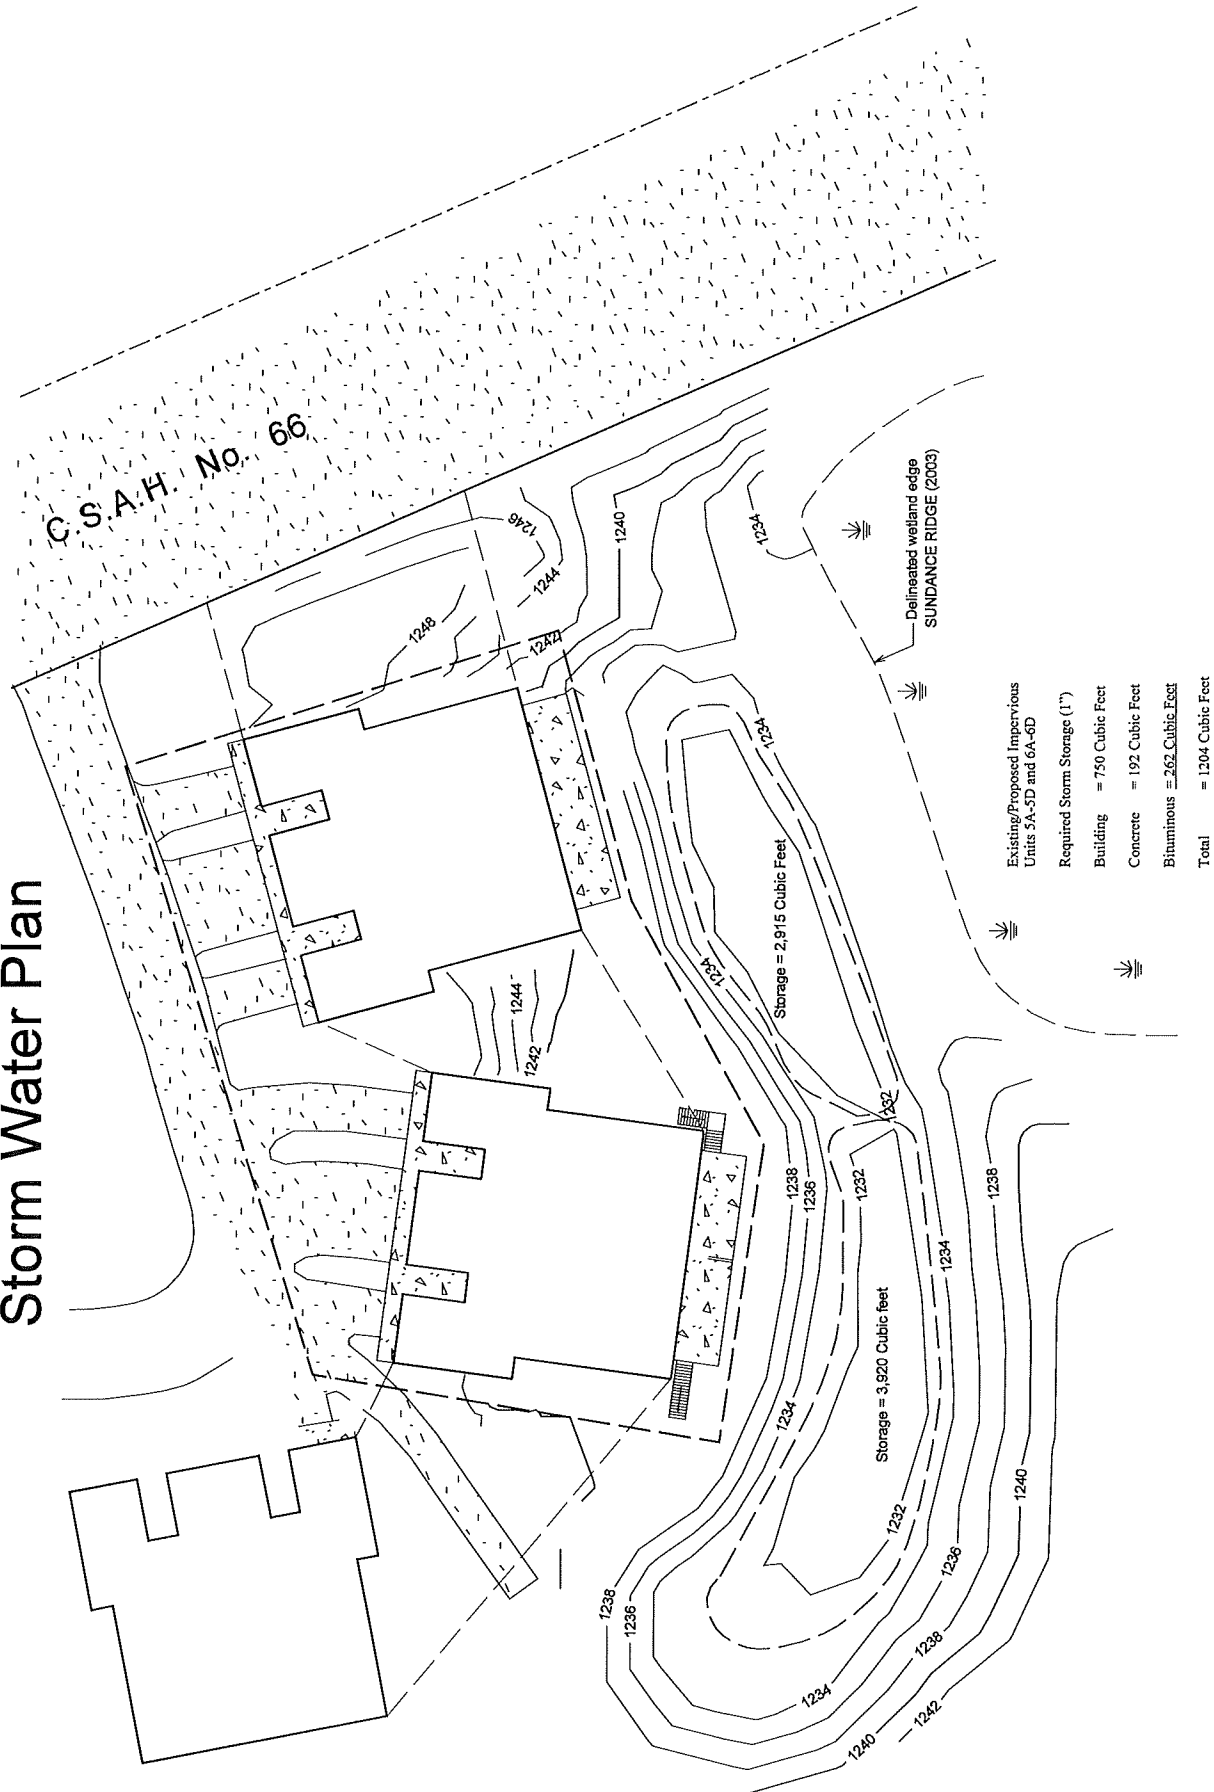 Storm Water Plan
C.S.A.H. No. 66
1248
1246
1244
1242
1240
1234
Delineated wetland edge
SUNDANCE RIDGE (2003)
1244
1242
1234
1234
Storage = 2,915 Cubic Feet
1232
1238
1236
1232
1238
1234
1234
Storage = 3,920 Cubic feet
1232
1240
1236
1238
1236
1238
1234
1242
1240
Existing/Proposed Impervious
Units 5A-5D and 6A-6D
Required Storm Storage (1")
Building = 750 Cubic Feet
Concrete = 192 Cubic Feet
Bituminous = 262 Cubic Feet
Total = 1204 Cubic Feet